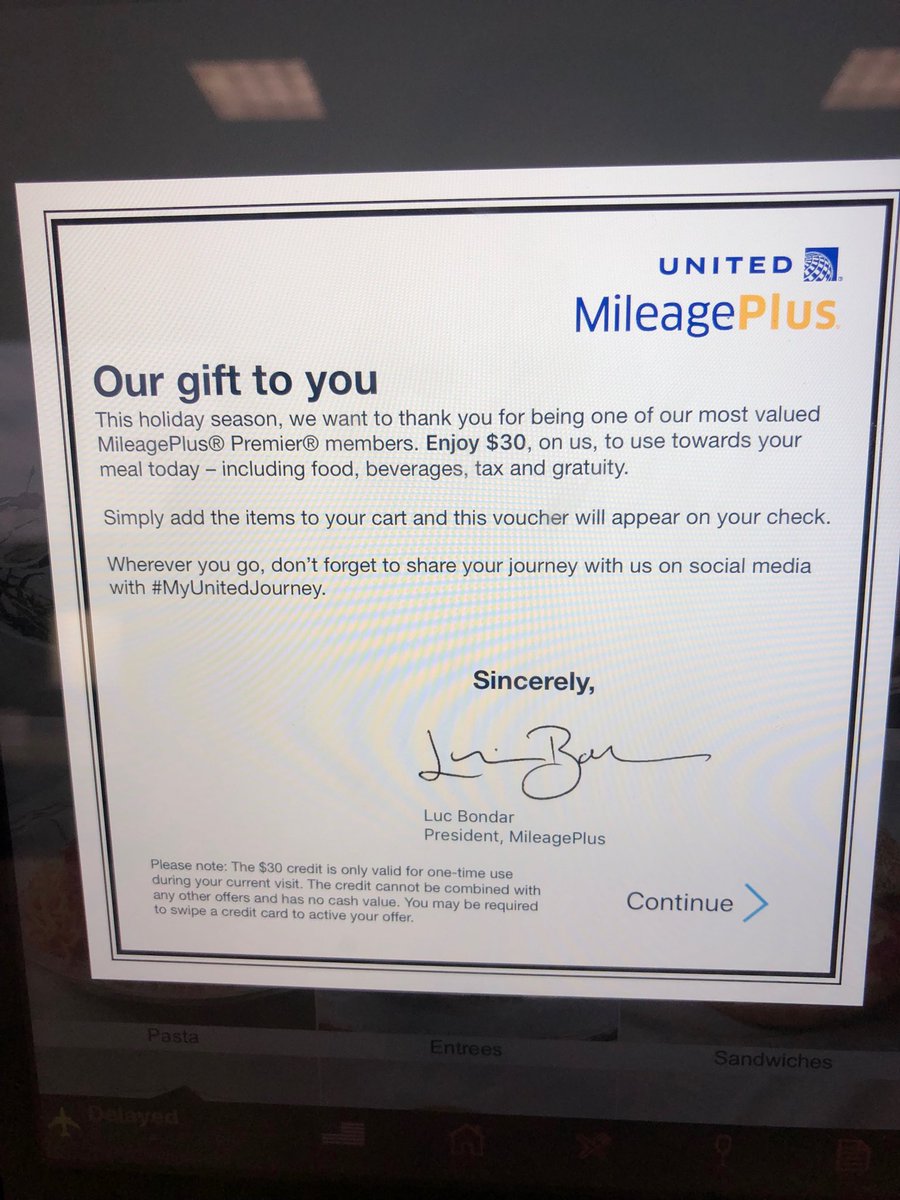 UNITED
MileagePlus
Our gift to you
This holiday season, we want to thank you for being one of our most valued
MileagePlus® Premier® members. Enjoy $30, on us, to use towards your
meal today – including food, beverages, tax and gratuity.
Simply add the items to your cart and this voucher will appear on your check.
Wherever you go, don't forget to share your journey with us on social media
with #MyUnitedJourney.
Sincerely,
Luc Bondar
President, MileagePlus
Please note: The $30 credit is only valid for one-time use
during your current visit. The credit cannot be combined with
any other offers and has no cash value. You may be required
to swipe a credit card to active your offer.
Continue
Pasta
Entrees
Sandwiches
Delayed